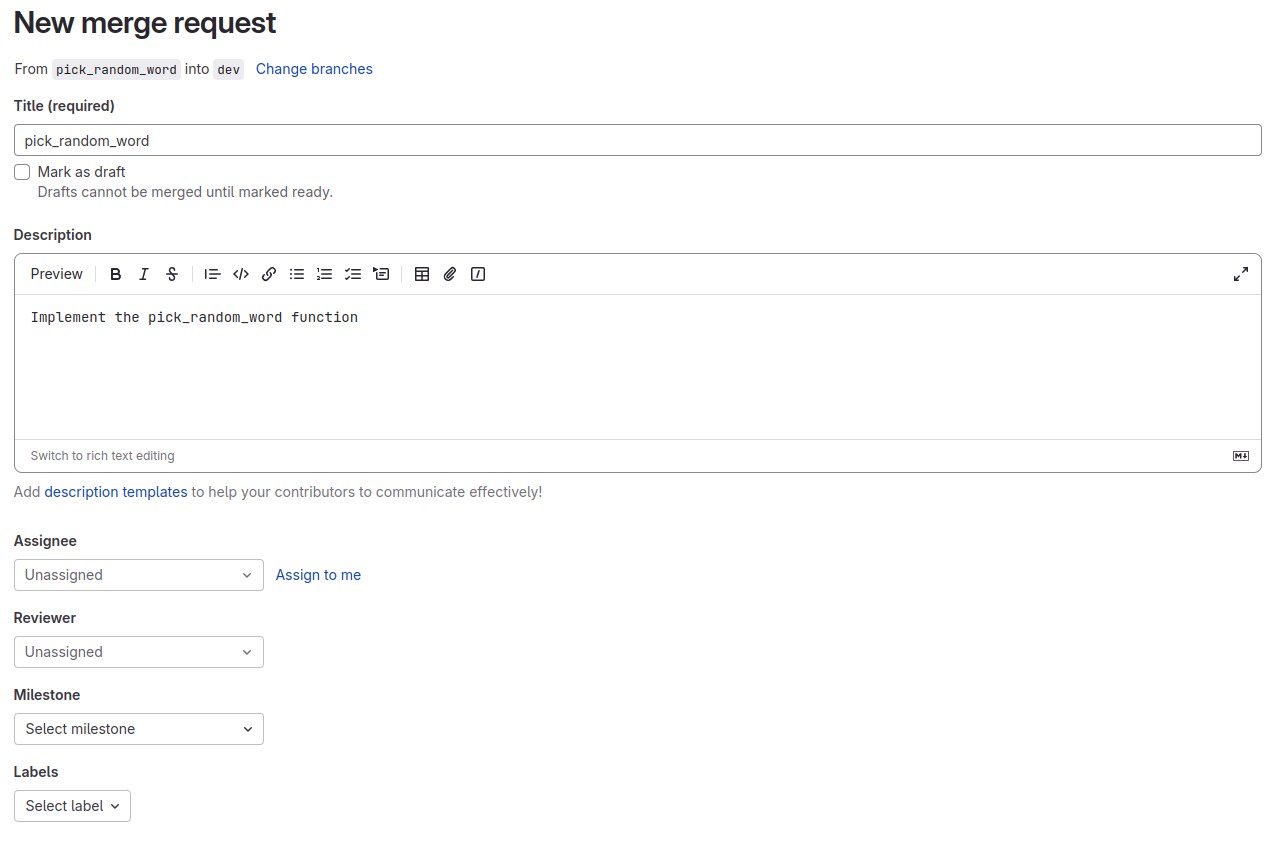 New merge request
From pick_random_word into dev Change branches
Title (required)
pick_random_word
Mark as draft
Drafts cannot be merged until marked ready.
Description
Preview B I S
Implement the pick_random_word function
Switch to rich text editing
Add description templates to help your contributors to communicate effectively!
Assignee
Unassigned Assign to me
Reviewer
Unassigned
Milestone
Select milestone
Labels
Select label